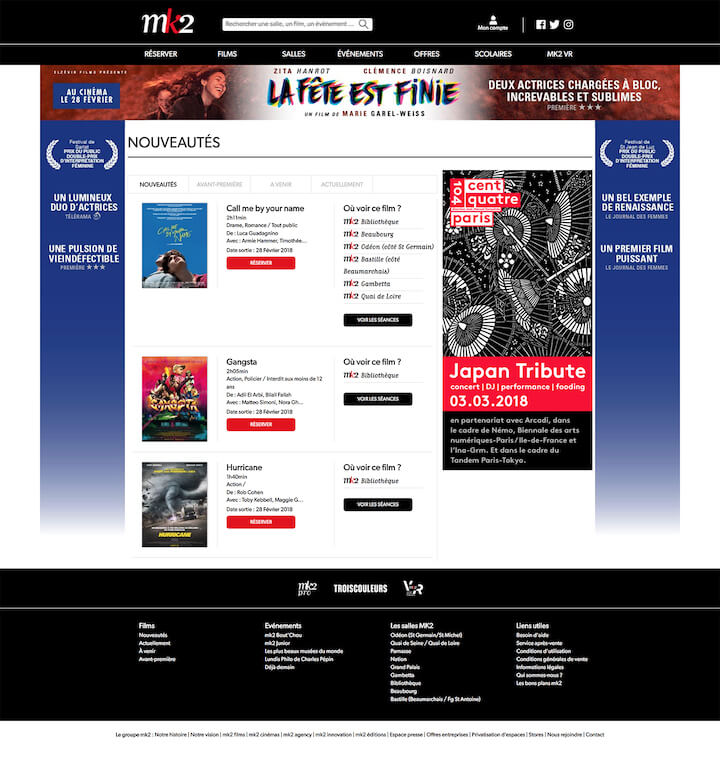 mk2
Rechercher une salle, un film, un événement ...
Mon compte
RÉSERVER
FILMS
SALLES
ÉVÉNEMENTS
OFFRES
SCOLAIRES
MK2 VR
ELZÉVIR FILMS PRÉSENTE
AU CINÉMA
LE 28 FÉVRIER
ZITA HANROT CLÉMENCE BOISNARD
LA FÊTE EST FINIE
UN FILM DE MARIE GAREL-WEISS
DEUX ACTRICES CHARGÉES À BLOC,
INCREVABLES ET SUBLIMES
PREMIÈRE ★★★
Festival de
Sarlat
PRIX DU PUBLIC
DOUBLE-PRIX
D'INTERPRÉTATION
FÉMININE
UN LUMINEUX
DUO D'ACTRICES
TÉLÉRAMA
UNE PULSION DE
VIE INDÉFECTIBLE
PREMIÈRE ★★★
NOUVEAUTÉS
NOUVEAUTÉS
AVANT-PREMIÈRE
A VENIR
ACTUELLEMENT
CALL ME
BY YOUR
NAME
Call me by your name
2h11min
Drame, Romance / Tout public
De : Luca Guadagnino
Avec : Armie Hammer, Timothée...
Date sortie : 28 Février 2018
RÉSERVER
Où voir ce film ?
mk2 Bibliothèque
mk2 Beaubourg
mk2 Odéon (côté St Germain)
mk2 Bastille (côté
Beaumarchais)
mk2 Gambetta
mk2 Quai de Loire
VOIR LES SÉANCES
GANGSTA
Gangsta
2h05min
Action, Policier / Interdit aux moins de 12
ans
De : Adil El Arbi, Bilall Fallah
Avec : Matteo Simoni, Nora Gh...
Date sortie : 28 Février 2018
RÉSERVER
Où voir ce film ?
mk2 Bibliothèque
VOIR LES SÉANCES
HURRICANE
Hurricane
1h40min
Action /
De : Rob Cohen
Avec : Toby Kebbell, Maggie G...
Date sortie : 28 Février 2018
RÉSERVER
Où voir ce film ?
mk2 Bibliothèque
VOIR LES SÉANCES
104
cent
quatre
paris
Japan Tribute
concert | DJ | performance | fooding
03.03.2018
en partenariat avec Arcadi, dans
le cadre de Némo, Biennale des arts
numériques-Paris/Ile-de-France et
l'Ina-Grm. Et dans le cadre du
Tandem Paris-Tokyo.
Festival de
St Jean de Luz
PRIX DU PUBLIC
DOUBLE-PRIX
D'INTERPRÉTATION
FÉMININE
UN BEL EXEMPLE
DE RENAISSANCE
LE JOURNAL DES FEMMES
UN PREMIER FILM
PUISSANT
LE JOURNAL DES FEMMES
mk2
pro
TROISCOULEURS
VR
Films
Nouveautés
Actuellement
À venir
Avant-première
Evénements
mk2 Bout'Chou
mk2 Junior
Les plus beaux musées du monde
Lundis Philo de Charles Pépin
Déjà demain
Les salles MK2
Odéon (St Germain/St Michel)
Quai de Seine / Quai de Loire
Parnasse
Nation
Grand Palais
Gambetta
Bibliothèque
Beaubourg
Bastille (Beaumarchais / Fg St Antoine)
Liens utiles
Besoin d'aide
Service après-vente
Conditions d'utilisation
Conditions générales de vente
Informations légales
Qui sommes-nous ?
Les bons plans mk2
Le groupe mk2 : Notre histoire | Notre vision | mk2 films | mk2 cinémas | mk2 agency | mk2 innovation | mk2 éditions | Espace presse | Offres entreprises | Privatisation d'espaces | Stores | Nous rejoindre | Contact